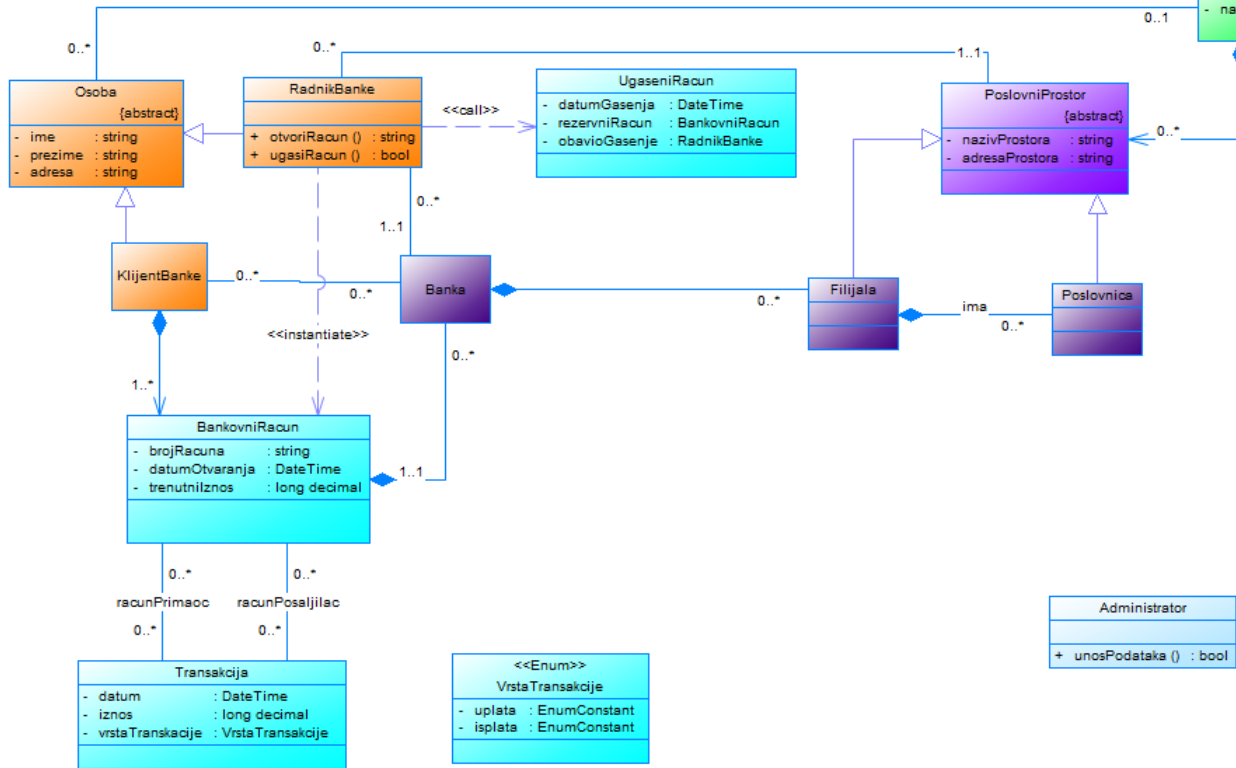 - na
0..1
0..*
0..*
1..1
Osoba
{abstract}
- ime : string
- prezime : string
- adresa : string
RadnikBanke
+ otvoriRacun () : string
+ ugasiRacun () : bool
<<call>>
UgaseniRacun
- datumGasenja : DateTime
- rezervniRacun : BankovniRacun
- obavioGasenje : RadnikBanke
PoslovniProstor
{abstract}
- nazivProstora : string
- adresaProstora : string
0..*
0..*
1..1
KlijentBanke
0..*
0..*
Banka
0..*
Filijala
ima
0..*
Poslovnica
<<instantiate>>
0..*
1..*
BankovniRacun
- brojRacuna : string
- datumOtvaranja : DateTime
- trenutniIznos : long decimal
1..1
0..*
0..*
racunPrimaoc
racunPosaljilac
0..*
0..*
Transakcija
- datum : DateTime
- iznos : long decimal
- vrstaTranskacije : VrstaTransakcije
<<Enum>>
VrstaTransakcije
- uplata : EnumConstant
- isplata : EnumConstant
Administrator
+ unosPodataka () : bool